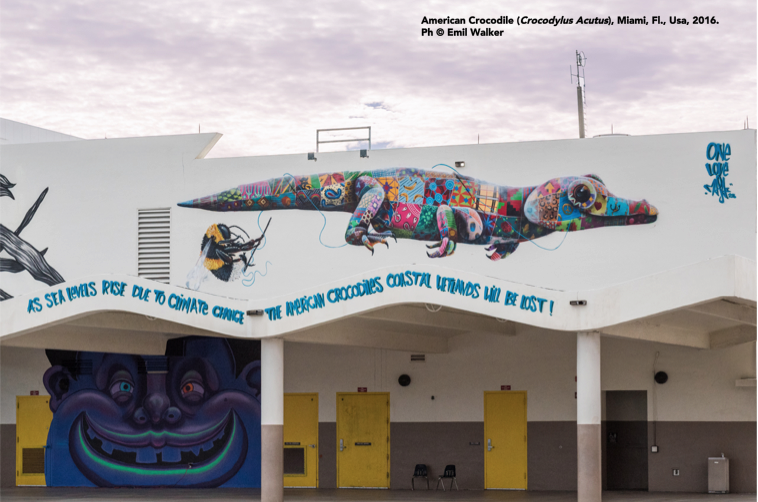 American Crocodile (Crocodylus Acutus), Miami, Fl., Usa, 2016.
Ph © Emil Walker
ONE
LOVE
AS SEA LEVELS RISE DUE TO CLIMATE CHANGE THE AMERICAN CROCODILES COASTAL WETLANDS WILL BE LOST!